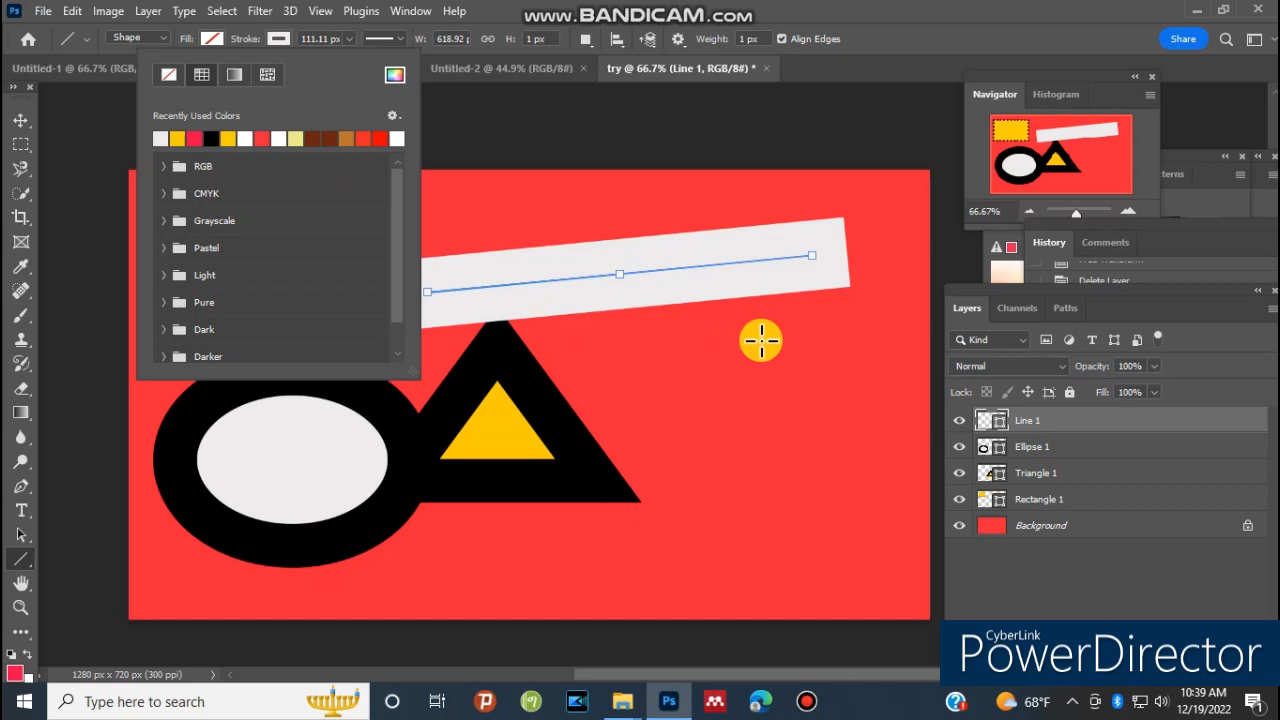 www.BANDICAM.com
Ps File Edit Image Layer Type Select Filter 3D View Plugins Window Help
Shape Fill: Stroke: 111.11 px W: 618.92 p H: 1 px Weight: 1 px Align Edges Share
Untitled-1 @ 66.7% (RGB, Untitled-2 @ 44.9% (RGB/8#) × try @ 66.7% (Line 1, RGB/8#) * ×
Recently Used Colors
RGB
CMYK
Grayscale
Pastel
Light
Pure
Dark
Darker
Navigator Histogram
66.67%
tterns
History Comments
Delete Layer
Layers Channels Paths
Kind
Normal Opacity: 100%
Lock: Fill: 100%
Line 1
Ellipse 1
Triangle 1
Rectangle 1
Background
1280 px x 720 px (300 ppi)
CyberLink
PowerDirector
Type here to search
68°F
10:39 AM
12/19/2022